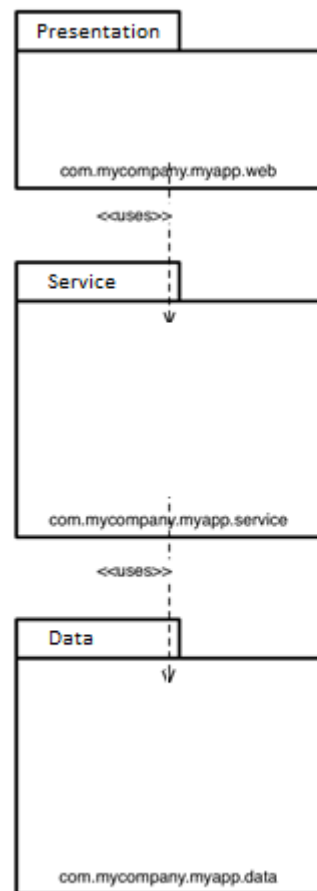 Presentation
com.mycompany.myapp.web
<<uses>>
Service
com.mycompany.myapp.service
<<uses>>
Data
com.mycompany.myapp.data